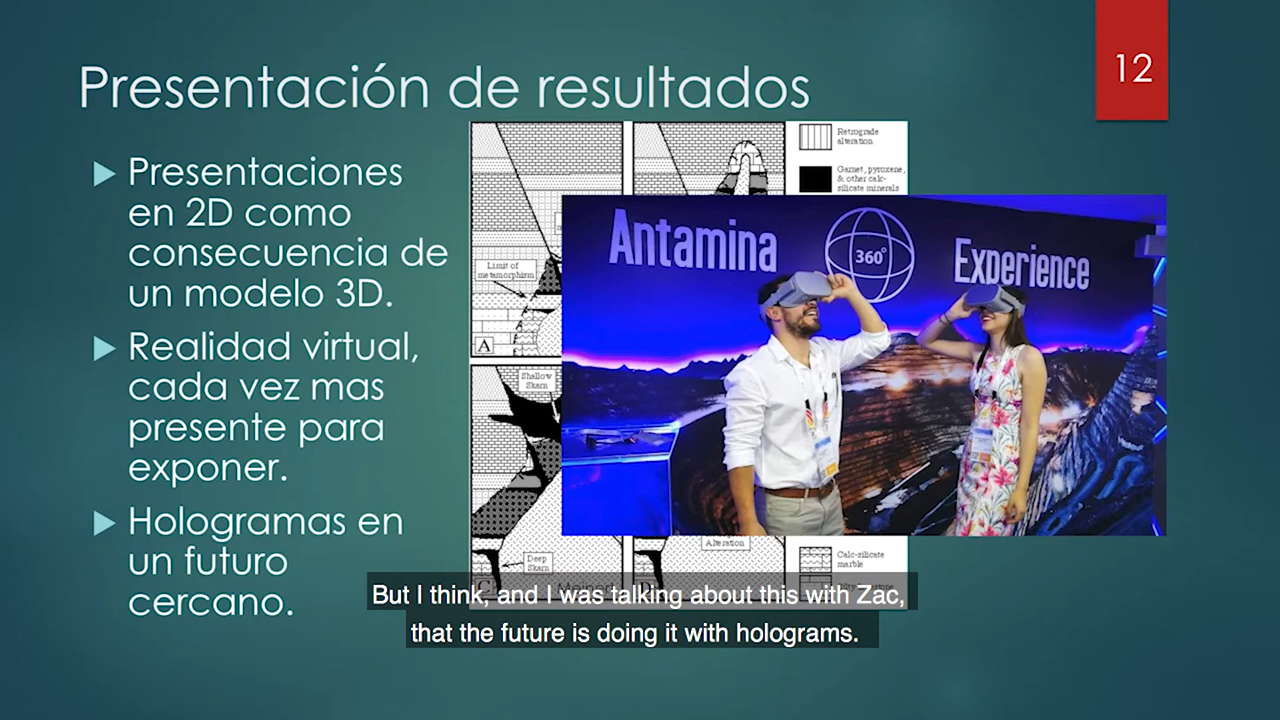 Presentación de resultados
12
Presentaciones
en 2D como
consecuencia de
un modelo 3D.
Realidad virtual,
cada vez mas
presente para
exponer.
Hologramas en
un futuro
cercano.
Retrograde
alteration
Garnet, pyroxene,
& other calc-
silicate minerals
Limit of
metamorphism
A
Shallow
Skarn
Deep
Skarn
C
Alteration
Calc-silicate
marble
Antamina
360°
Experience
But I think, and I was talking about this with Zac,
that the future is doing it with holograms.